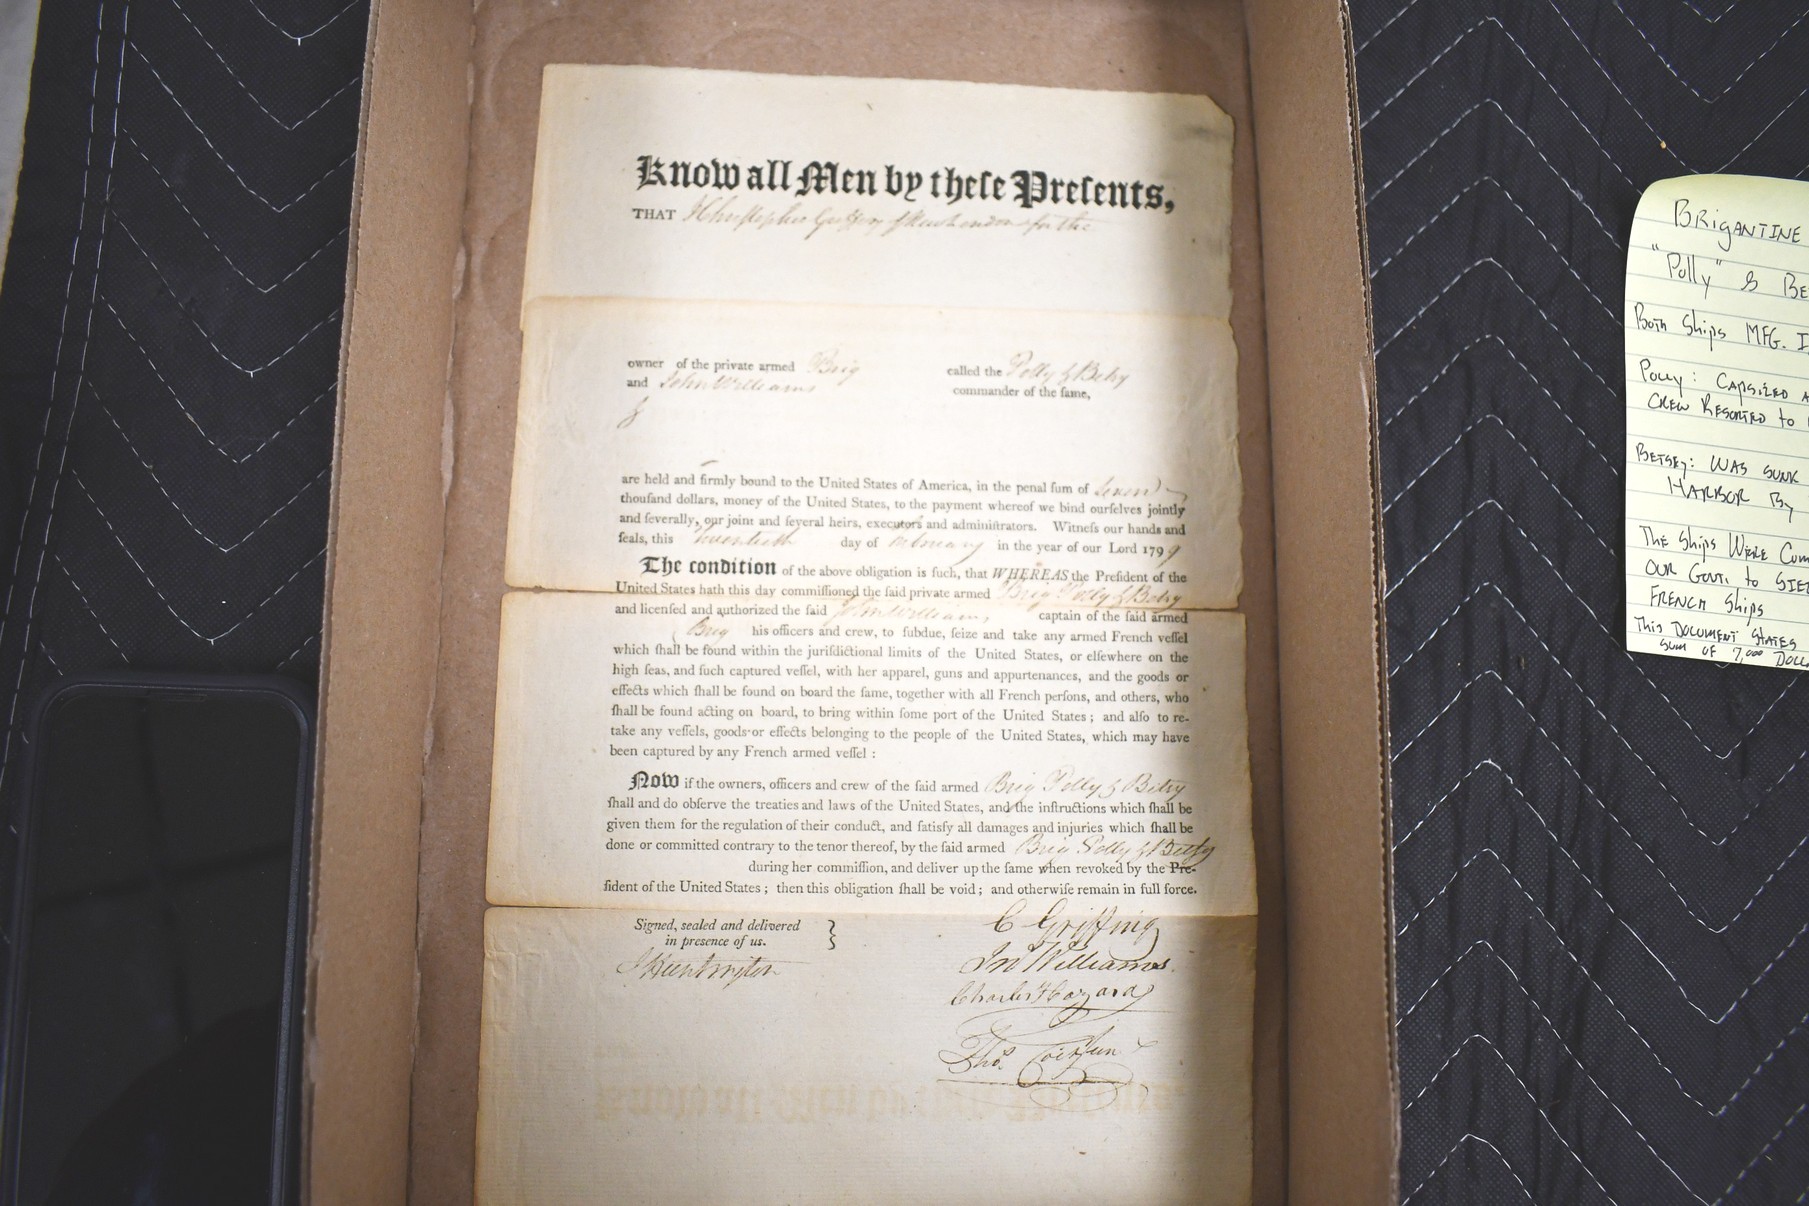 Know all Men by theſe Preſents,
THAT I Christopher Griffing of New London for the
owner of the private armed Brig called the Polly & Betsy
and John Williams commander of the ſame,
are held and firmly bound to the United States of America, in the penal ſum of seven
thouſand dollars, money of the United States, to the payment whereof we bind ourſelves jointly
and ſeverally, our joint and ſeveral heirs, executors and adminiſtrators. Witneſs our hands and
ſeals, this twentieth day of February in the year of our Lord 1799
The condition of the above obligation is ſuch, that WHEREAS the Preſident of the
United States hath this day commiſſioned the ſaid private armed Brig Polly & Betsy
and licenſed and authorized the ſaid John Williams captain of the ſaid armed
Brig his officers and crew, to ſubdue, ſeize and take any armed French veſſel
which ſhall be found within the juriſdictional limits of the United States, or elſewhere on the
high ſeas, and ſuch captured veſſel, with her apparel, guns and appurtenances, and the goods or
effects which ſhall be found on board the ſame, together with all French perſons, and others, who
ſhall be found acting on board, to bring within ſome port of the United States ; and alſo to re-
take any veſſels, goods or effects belonging to the people of the United States, which may have
been captured by any French armed veſſel :
Now if the owners, officers and crew of the ſaid armed Brig Polly & Betsy
ſhall and do obſerve the treaties and laws of the United States, and the inſtructions which ſhall be
given them for the regulation of their conduct, and ſatisfy all damages and injuries which ſhall be
done or committed contrary to the tenor thereof, by the ſaid armed Brig Polly & Betsy
during her commiſſion, and deliver up the ſame when revoked by the Pre-
ſident of the United States ; then this obligation ſhall be void ; and otherwiſe remain in full force.
Signed, sealed and delivered
in presence of us.
J Huntington
C Griffing
Jno Williams
Charles Hazard
Thos.
BRIGANTINE
"Polly" & BE
BOTH SHIPS MFG. I
POLLY: CAPSIZED A
CREW RESORTED TO
BETSEY: WAS SUNK
HARBOR BY
THE SHIPS WERE COM
OUR GOVT. TO SIEZ
FRENCH SHIPS
THIS DOCUMENT STATES
SUM OF 7,000 DOLLA